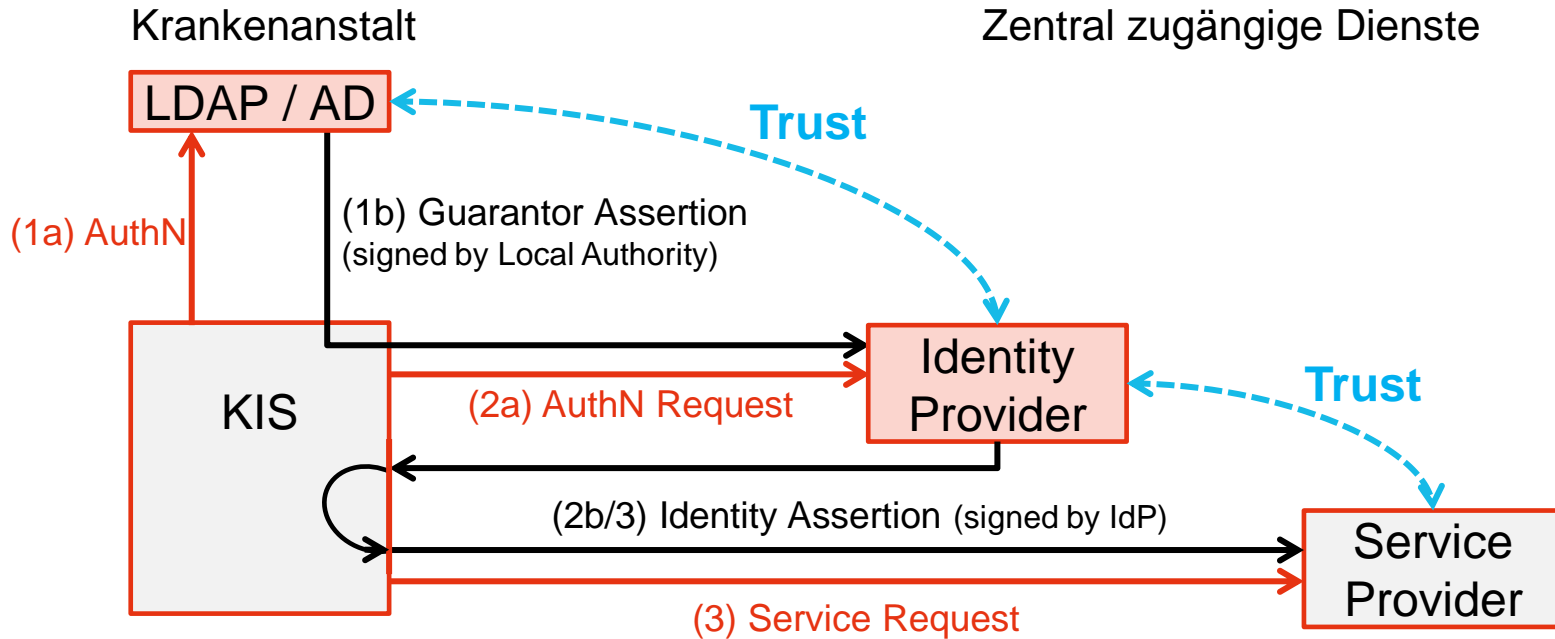 Krankenanstalt
Zentral zugängige Dienste
LDAP / AD
Trust
(1a) AuthN
(1b) Guarantor Assertion
(signed by Local Authority)
KIS
(2a) AuthN Request
Identity
Provider
Trust
(2b/3) Identity Assertion (signed by IdP)
Service
Provider
(3) Service Request